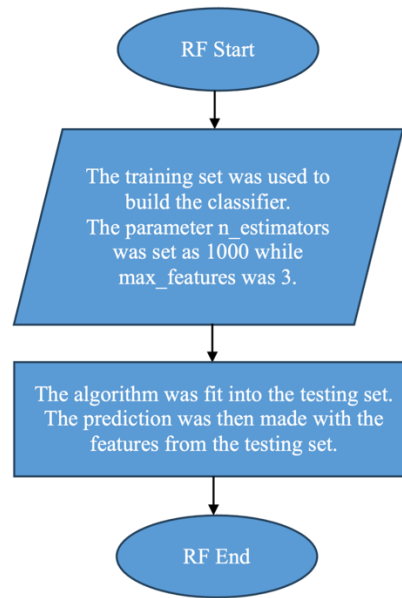 RF Start
The training set was used to
build the classifier.
The parameter n_estimators
was set as 1000 while
max_features was 3.
The algorithm was fit into the testing set.
The prediction was then made with the
features from the testing set.
RF End